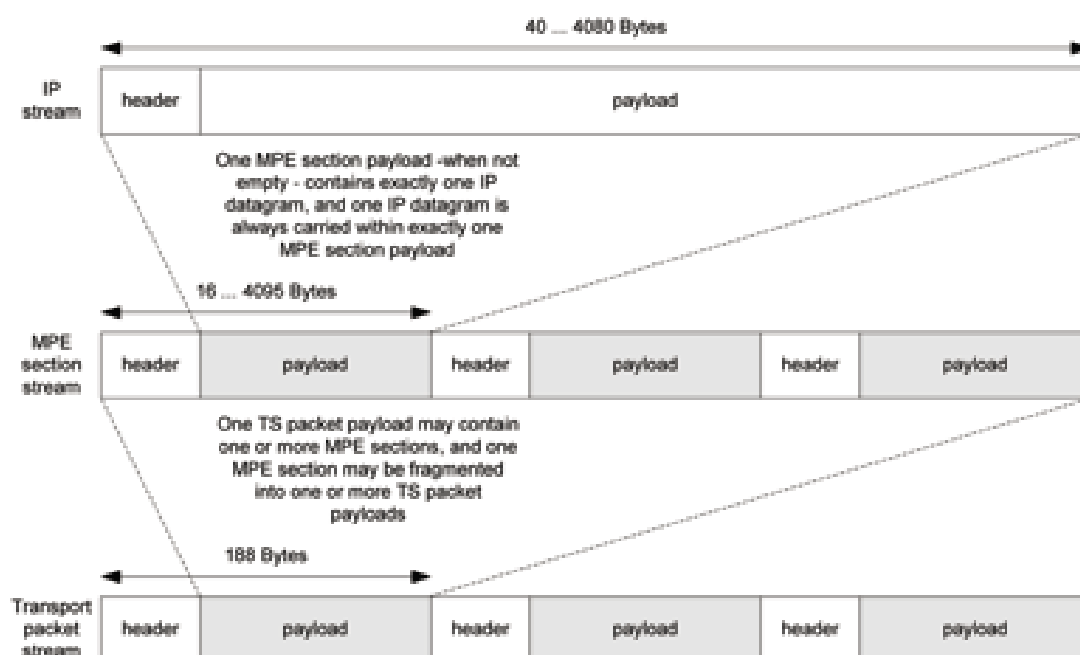 40 ... 4080 Bytes
IP
stream
header
payload
One MPE section payload -when not
empty - contains exactly one IP
datagram, and one IP datagram is
always carried within exactly one
MPE section payload
16 ... 4095 Bytes
MPE
section
stream
header
payload
header
payload
header
payload
One TS packet payload may contain
one or more MPE sections, and one
MPE section may be fragmented
into one or more TS packet
payloads
188 Bytes
Transport
packet
stream
header
payload
header
payload
header
payload